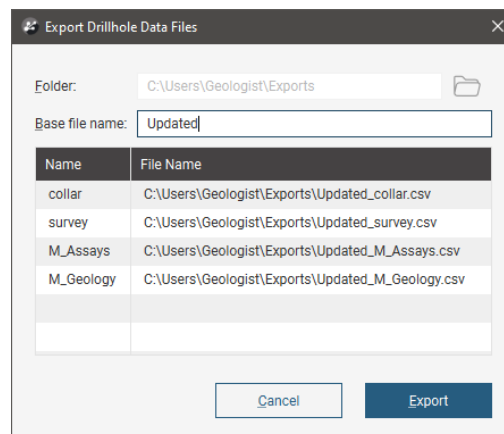 Export Drillhole Data Files
Folder: C:\Users\Geologist\Exports
Base file name: Updated
Name File Name
collar C:\Users\Geologist\Exports\Updated_collar.csv
survey C:\Users\Geologist\Exports\Updated_survey.csv
M_Assays C:\Users\Geologist\Exports\Updated_M_Assays.csv
M_Geology C:\Users\Geologist\Exports\Updated_M_Geology.csv
Cancel Export